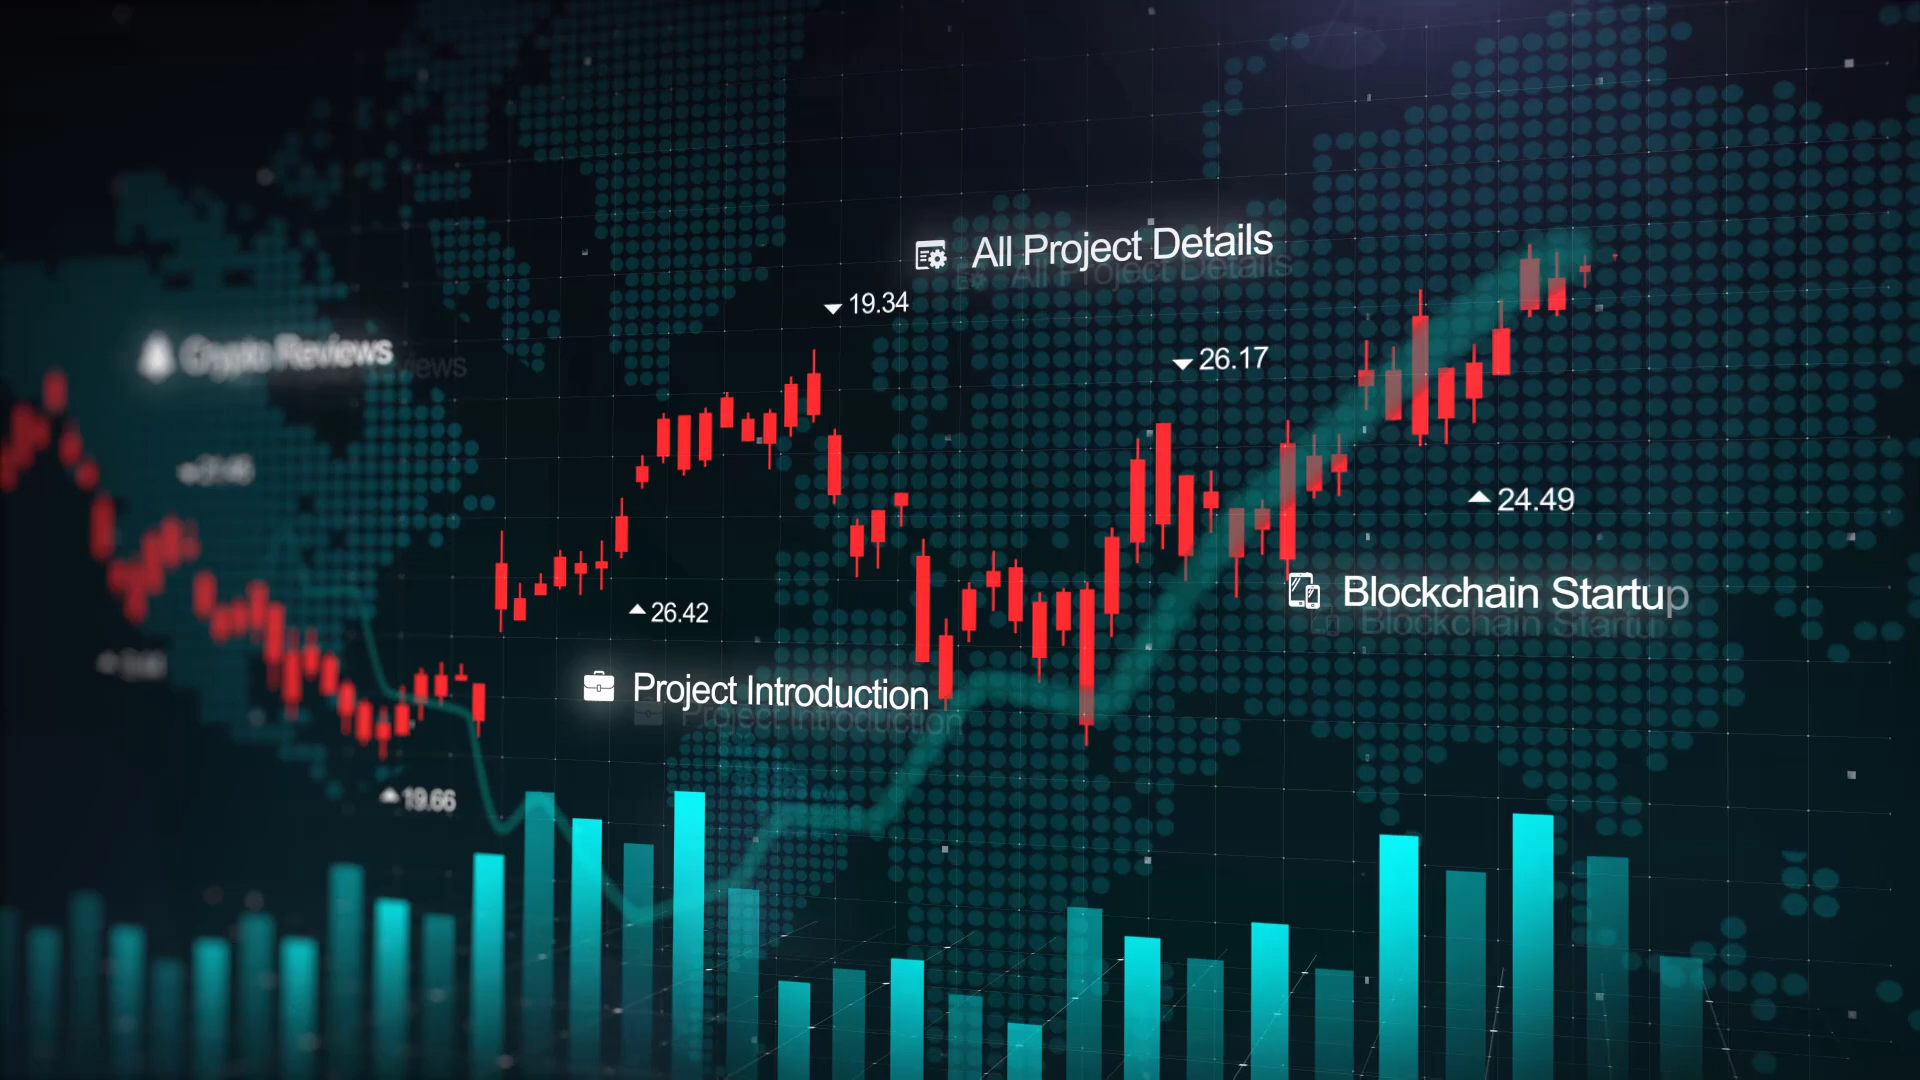 All Project Details
19.34
Crypto Reviews
26.17
24.49
Blockchain Startup
26.42
Project Introduction
19.66